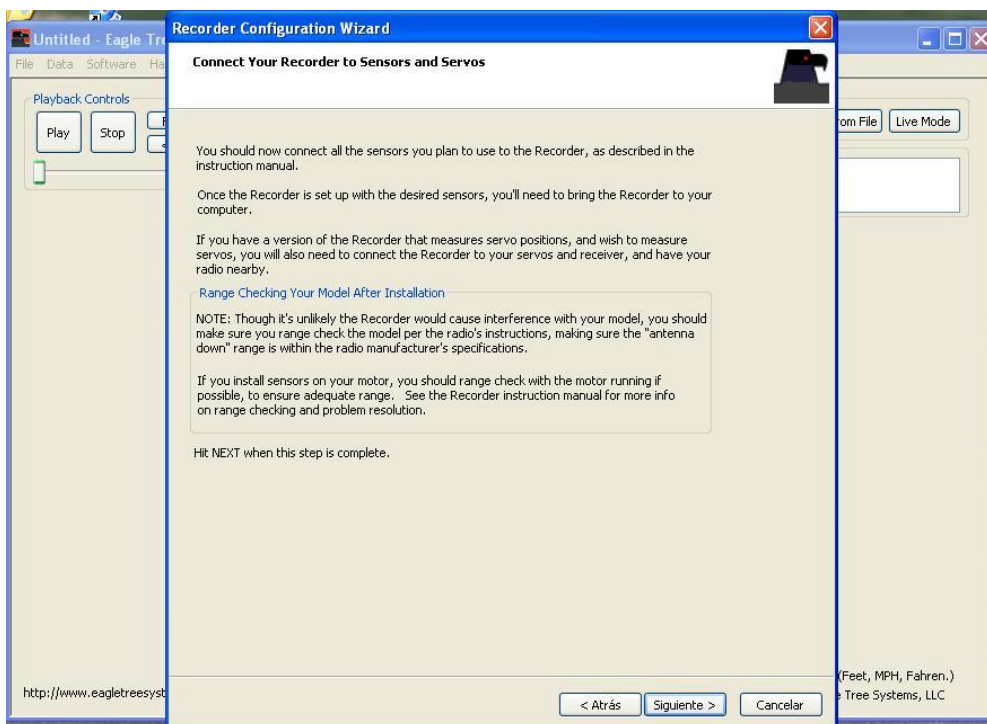 Untitled - Eagle Tre
Recorder Configuration Wizard
File Data Software Ha
Connect Your Recorder to Sensors and Servos
Playback Controls
Play
Stop
om File
Live Mode
You should now connect all the sensors you plan to use to the Recorder, as described in the
instruction manual.
Once the Recorder is set up with the desired sensors, you'll need to bring the Recorder to your
computer.
If you have a version of the Recorder that measures servo positions, and wish to measure
servos, you will also need to connect the Recorder to your servos and receiver, and have your
radio nearby.
Range Checking Your Model After Installation
NOTE: Though it's unlikely the Recorder would cause interference with your model, you should
make sure you range check the model per the radio's instructions, making sure the "antenna
down" range is within the radio manufacturer's specifications.
If you install sensors on your motor, you should range check with the motor running if
possible, to ensure adequate range. See the Recorder instruction manual for more info
on range checking and problem resolution.
Hit NEXT when this step is complete.
(Feet, MPH, Fahren.)
http://www.eagletreesyst
Tree Systems, LLC
< Atrás
Siguiente >
Cancelar